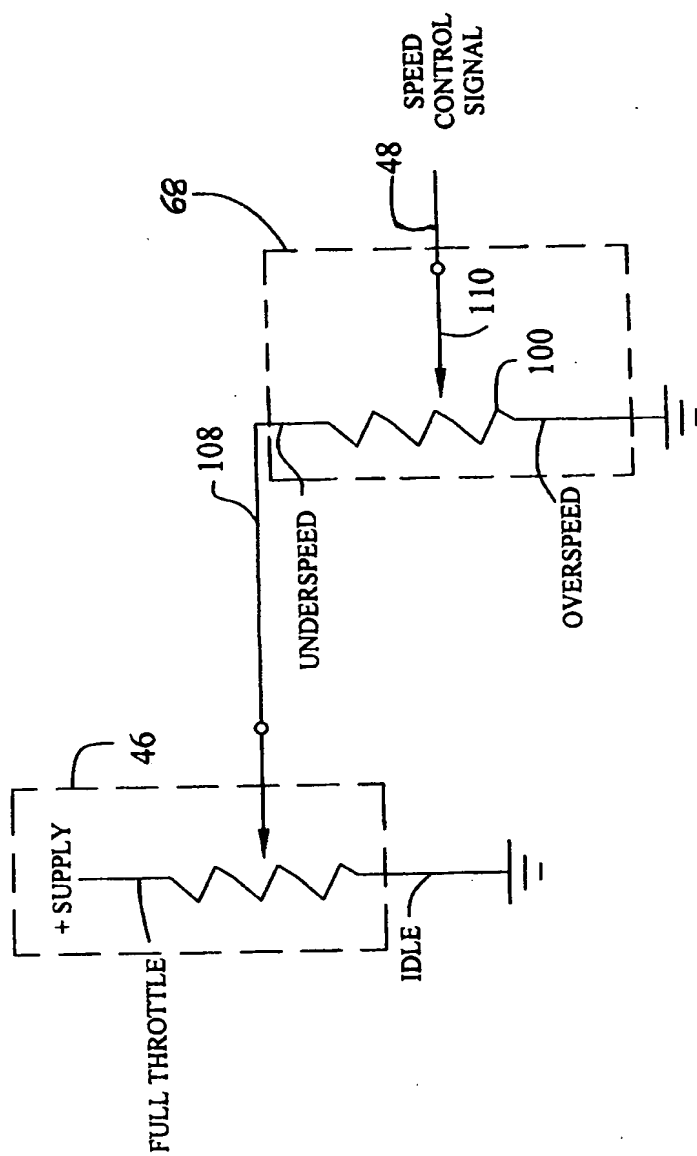 68
48
SPEED
CONTROL
SIGNAL
110
100
108
UNDERSPEED
OVERSPEED
46
+ SUPPLY
FULL THROTTLE
IDLE